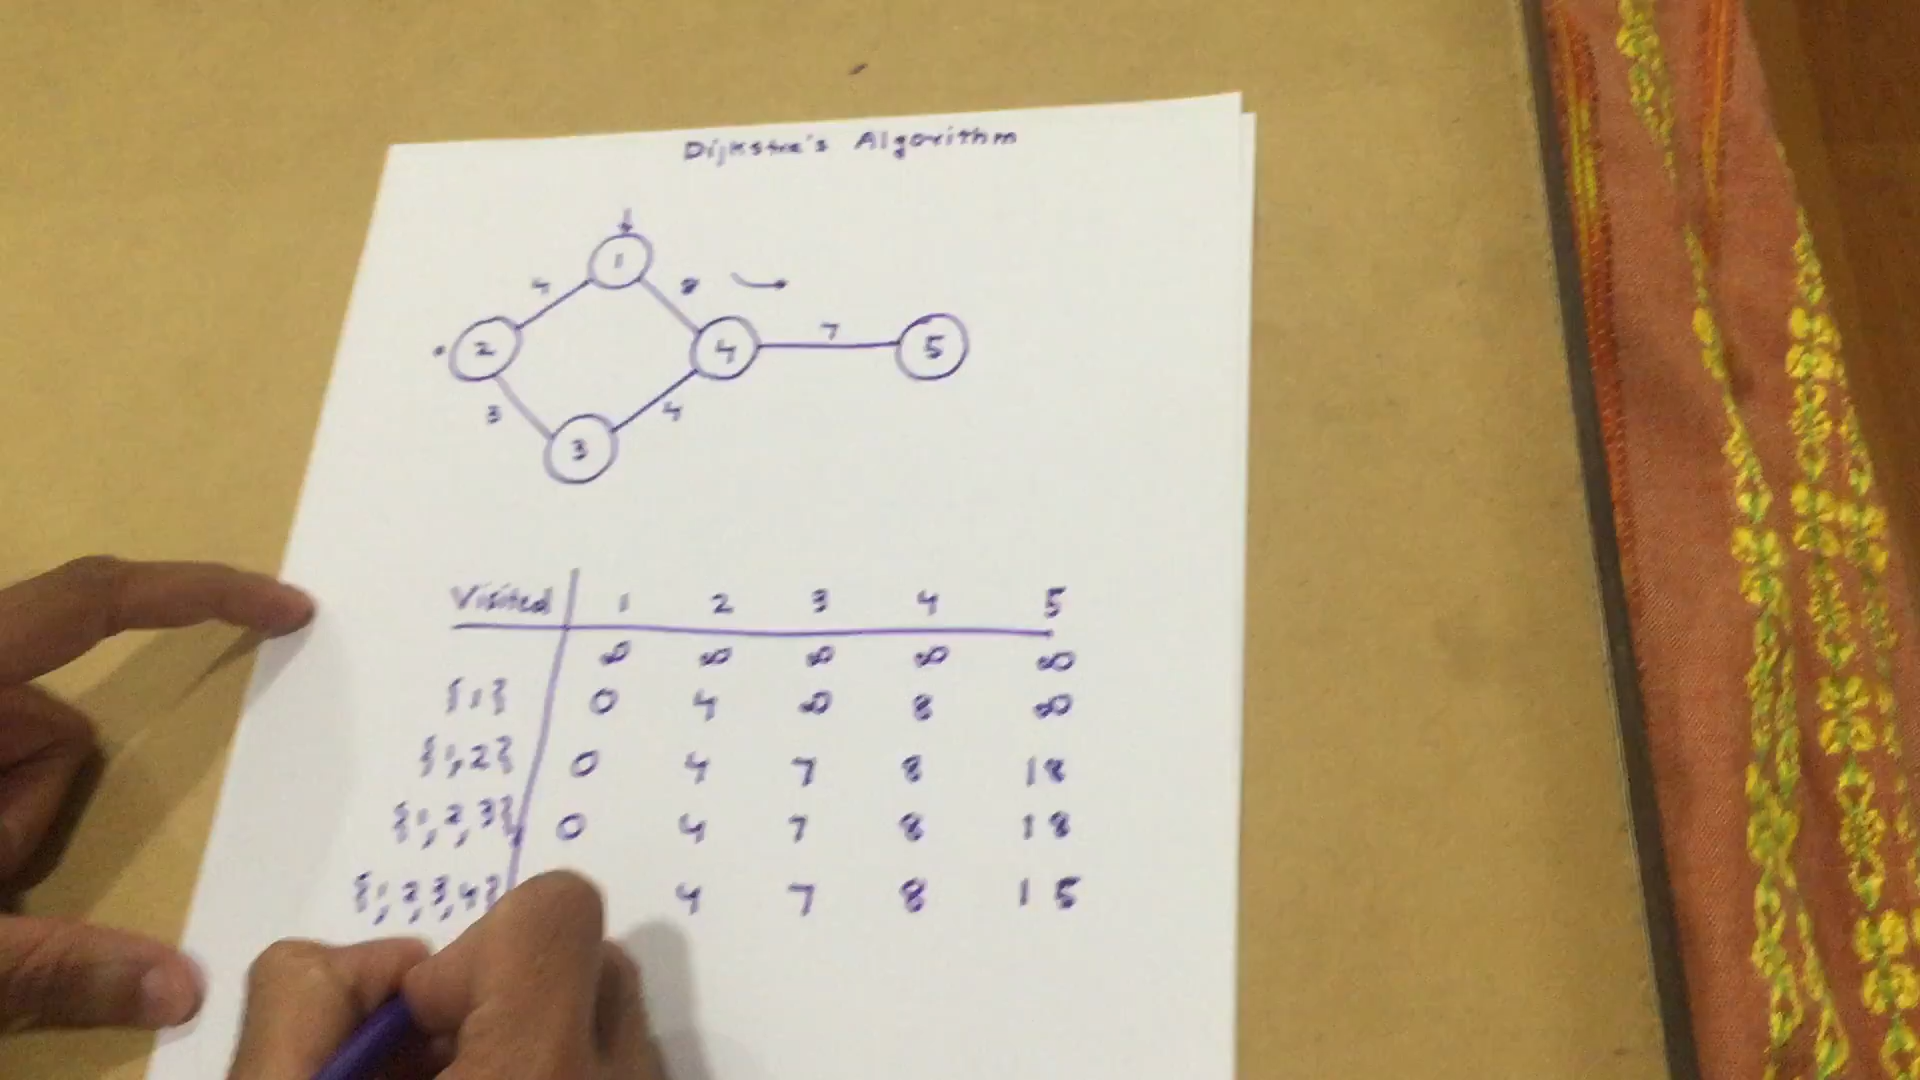 Dijkstra's Algorithm
1
4 8
2 4 7 5
3 4
3
Visited 1 2 3 4 5
∞ ∞ ∞ ∞ ∞
{1} 0 4 ∞ 8 ∞
{1,2} 0 4 7 8 18
{1,2,3} 0 4 7 8 18
{1,2,3,4} 4 7 8 15